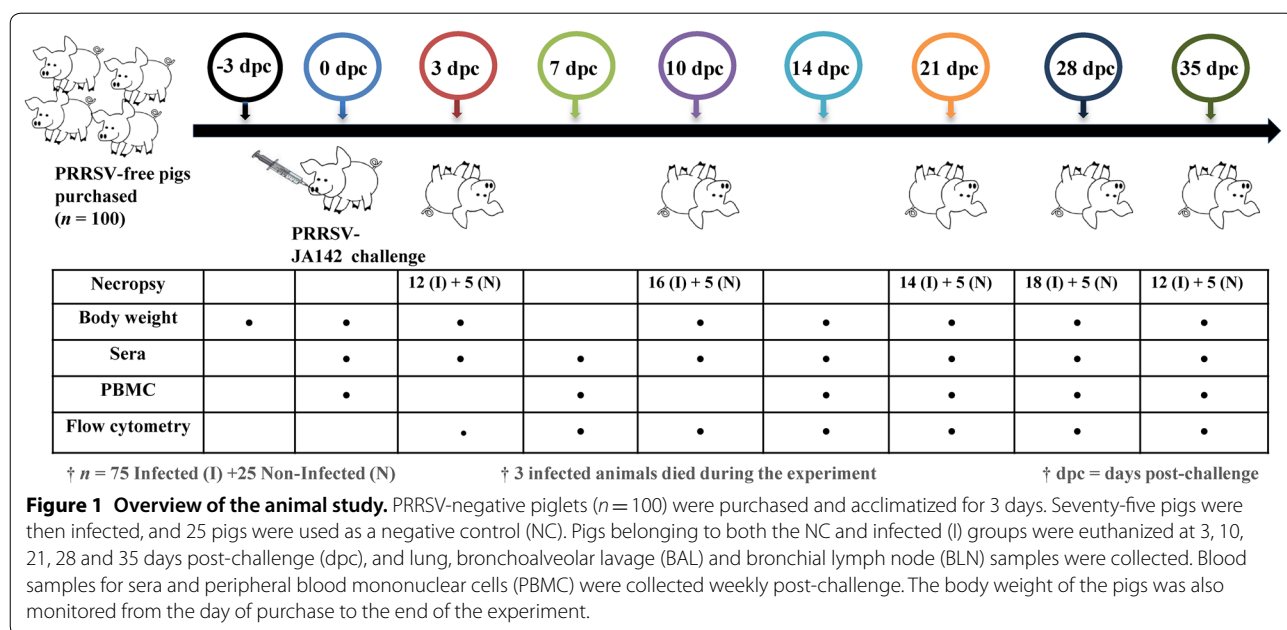 -3 dpc 0 dpc 3 dpc 7 dpc 10 dpc 14 dpc 21 dpc 28 dpc 35 dpc
PRRSV-free pigs
purchased
(n = 100)
PRRSV-
JA142 challenge
Necropsy 12 (I) + 5 (N) 16 (I) + 5 (N) 14 (I) + 5 (N) 18 (I) + 5 (N) 12 (I) + 5 (N)
Body weight • • • • • • • •
Sera • • • • • • • •
PBMC • • • • • •
Flow cytometry • • • • • • •
† n = 75 Infected (I) +25 Non-Infected (N) † 3 infected animals died during the experiment † dpc = days post-challenge
Figure 1 Overview of the animal study. PRRSV-negative piglets (n = 100) were purchased and acclimatized for 3 days. Seventy-five pigs were
then infected, and 25 pigs were used as a negative control (NC). Pigs belonging to both the NC and infected (I) groups were euthanized at 3, 10,
21, 28 and 35 days post-challenge (dpc), and lung, bronchoalveolar lavage (BAL) and bronchial lymph node (BLN) samples were collected. Blood
samples for sera and peripheral blood mononuclear cells (PBMC) were collected weekly post-challenge. The body weight of the pigs was also
monitored from the day of purchase to the end of the experiment.